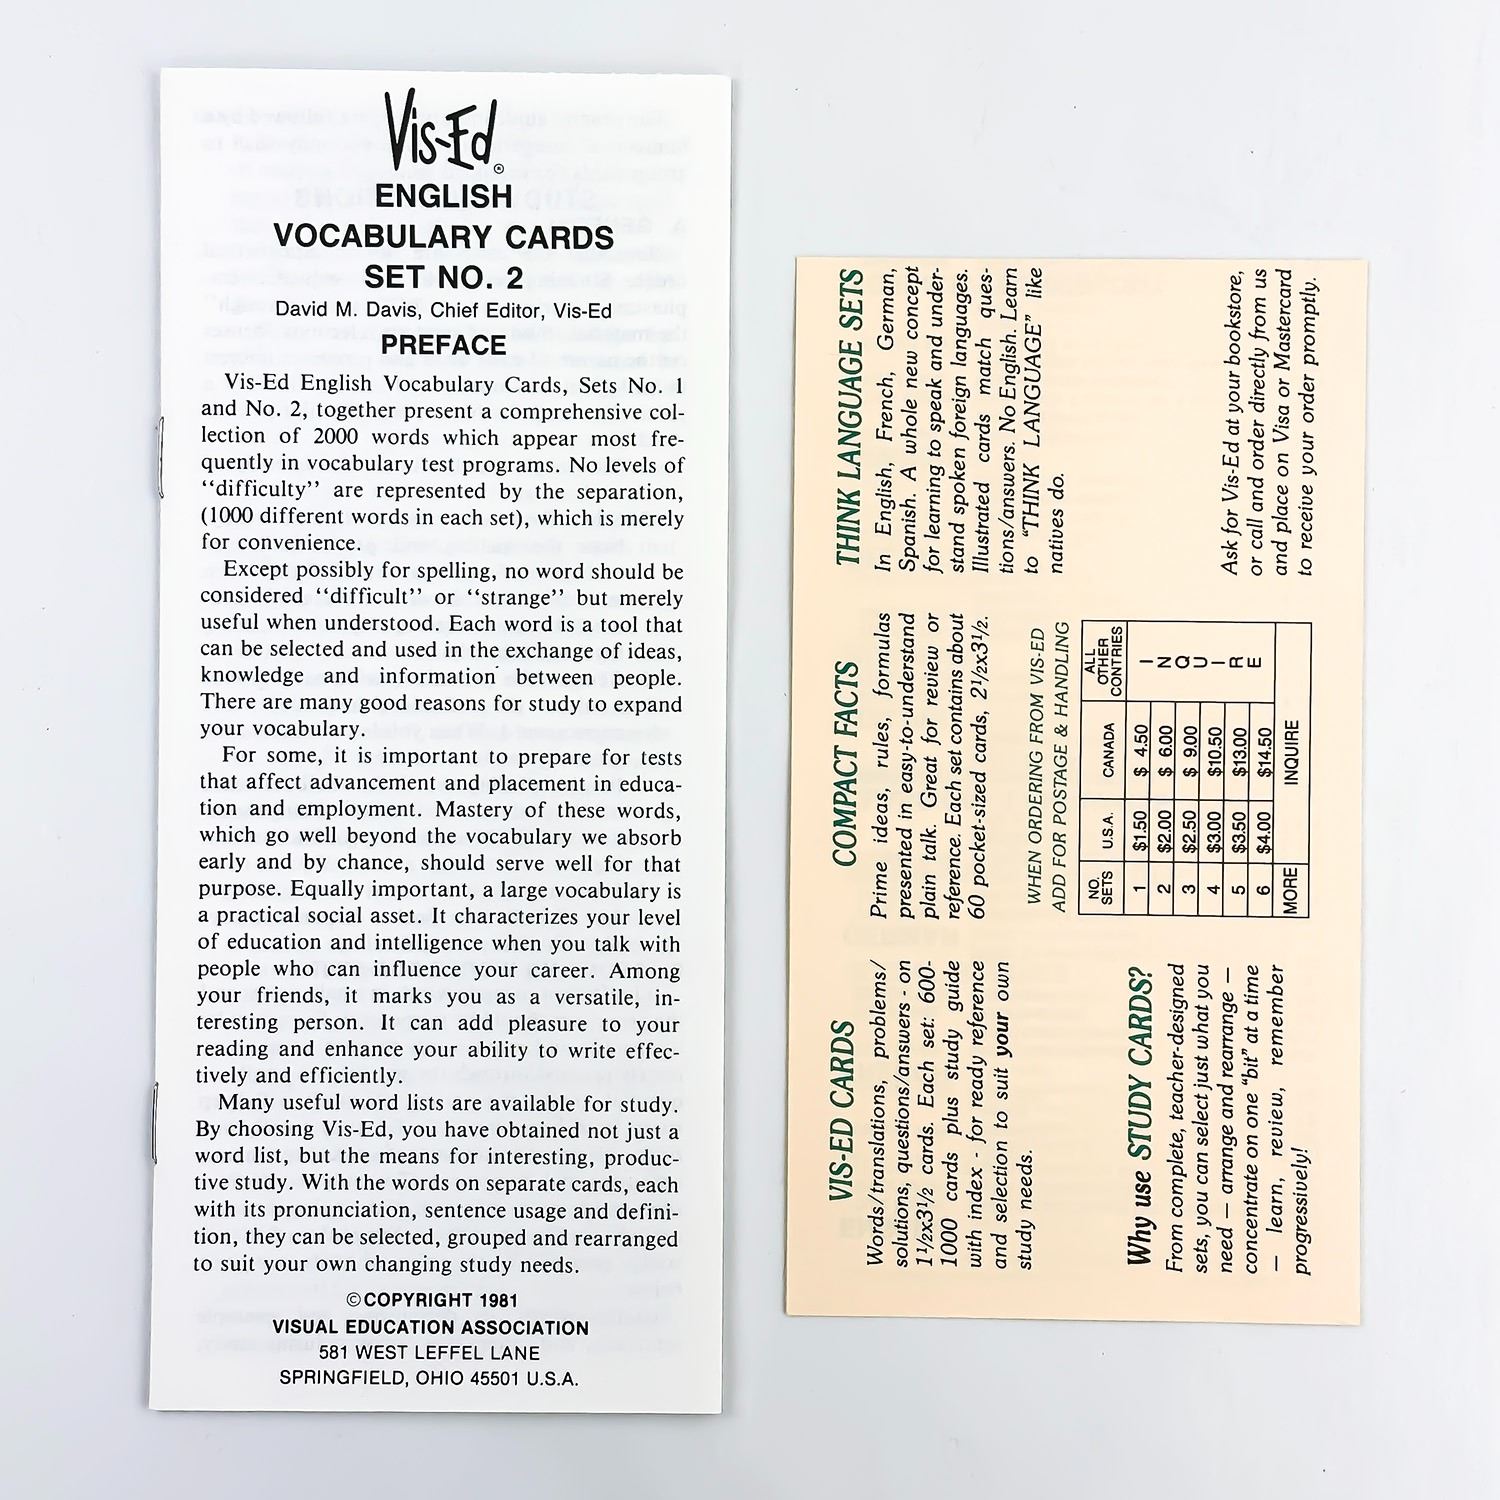 Vis-Ed®
ENGLISH
VOCABULARY CARDS
SET NO. 2
David M. Davis, Chief Editor, Vis-Ed
PREFACE
Vis-Ed English Vocabulary Cards, Sets No. 1
and No. 2, together present a comprehensive col-
lection of 2000 words which appear most fre-
quently in vocabulary test programs. No levels of
‘‘difficulty’’ are represented by the separation,
(1000 different words in each set), which is merely
for convenience.
Except possibly for spelling, no word should be
considered ‘‘difficult’’ or ‘‘strange’’ but merely
useful when understood. Each word is a tool that
can be selected and used in the exchange of ideas,
knowledge and information between people.
There are many good reasons for study to expand
your vocabulary.
For some, it is important to prepare for tests
that affect advancement and placement in educa-
tion and employment. Mastery of these words,
which go well beyond the vocabulary we absorb
early and by chance, should serve well for that
purpose. Equally important, a large vocabulary is
a practical social asset. It characterizes your level
of education and intelligence when you talk with
people who can influence your career. Among
your friends, it marks you as a versatile, in-
teresting person. It can add pleasure to your
reading and enhance your ability to write effec-
tively and efficiently.
Many useful word lists are available for study.
By choosing Vis-Ed, you have obtained not just a
word list, but the means for interesting, produc-
tive study. With the words on separate cards, each
with its pronunciation, sentence usage and defini-
tion, they can be selected, grouped and rearranged
to suit your own changing study needs.
©COPYRIGHT 1981
VISUAL EDUCATION ASSOCIATION
581 WEST LEFFEL LANE
SPRINGFIELD, OHIO 45501 U.S.A.
VIS-ED CARDS
Words/translations, problems/
solutions, questions/answers - on
1½x3½ cards. Each set: 600-
1000 cards plus study guide
with index - for ready reference
and selection to suit your own
study needs.
Why use STUDY CARDS?
From complete, teacher-designed
sets, you can select just what you
need — arrange and rearrange —
concentrate on one "bit" at a time
— learn, review, remember
progressively!
COMPACT FACTS
Prime ideas, rules, formulas
presented in easy-to-understand
plain talk. Great for review or
reference. Each set contains about
60 pocket-sized cards, 2½x3½.
WHEN ORDERING FROM VIS-ED
ADD FOR POSTAGE & HANDLING
NO. SETS U.S.A. CANADA ALL OTHER CONTRIES
1 $1.50 $ 4.50
2 $2.00 $ 6.00
3 $2.50 $ 9.00
4 $3.00 $10.50
5 $3.50 $13.00
6 $4.00 $14.50
INQUIRE
MORE INQUIRE
THINK LANGUAGE SETS
In English, French, German,
Spanish. A whole new concept
for learning to speak and under-
stand spoken foreign languages.
Illustrated cards match ques-
tions/answers. No English. Learn
to "THINK LANGUAGE" like
natives do.
Ask for Vis-Ed at your bookstore,
or call and order directly from us
and place on Visa or Mastercard
to receive your order promptly.